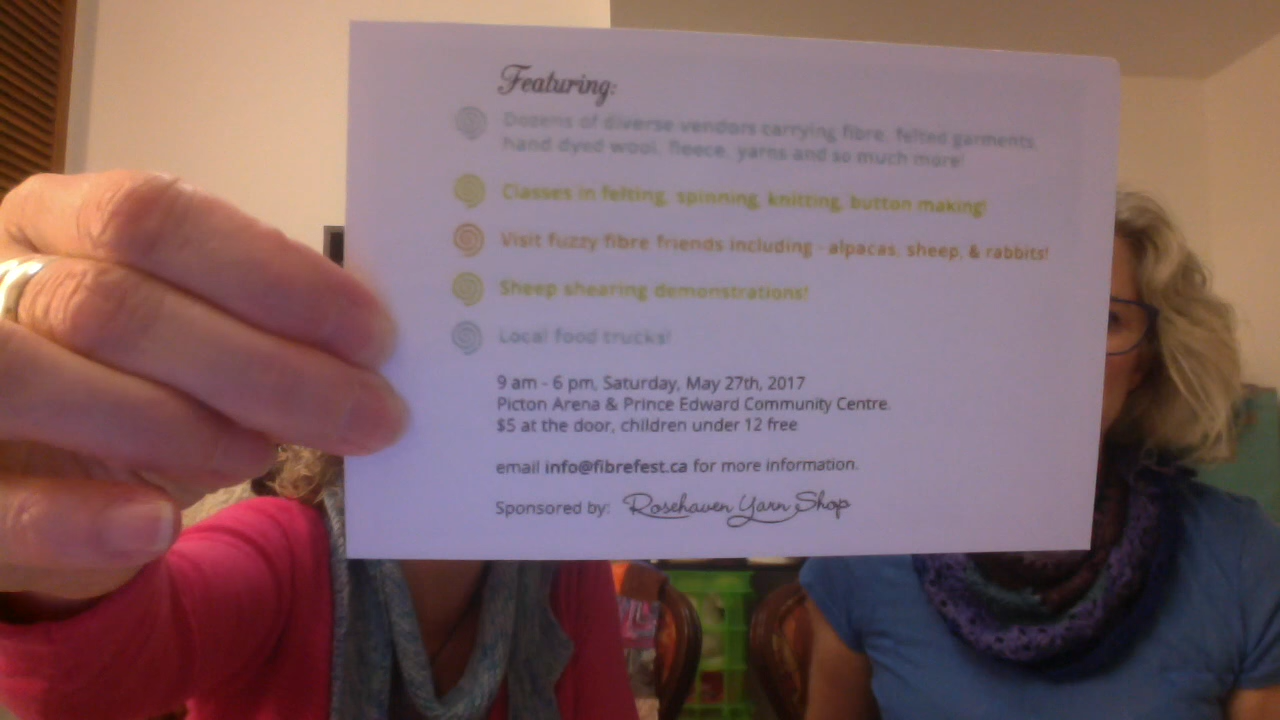 Featuring:
Dozens of diverse vendors carrying fibre, felted garments,
hand dyed wool, fleece, yarns and so much more!
Classes in felting, spinning, knitting, button making!
Visit fuzzy fibre friends including - alpacas, sheep, & rabbits!
Sheep shearing demonstrations!
Local food trucks!
9 am - 6 pm, Saturday, May 27th, 2017
Picton Arena & Prince Edward Community Centre.
$5 at the door, children under 12 free
email info@fibrefest.ca for more information.
Sponsored by: Rosehaven Yarn Shop